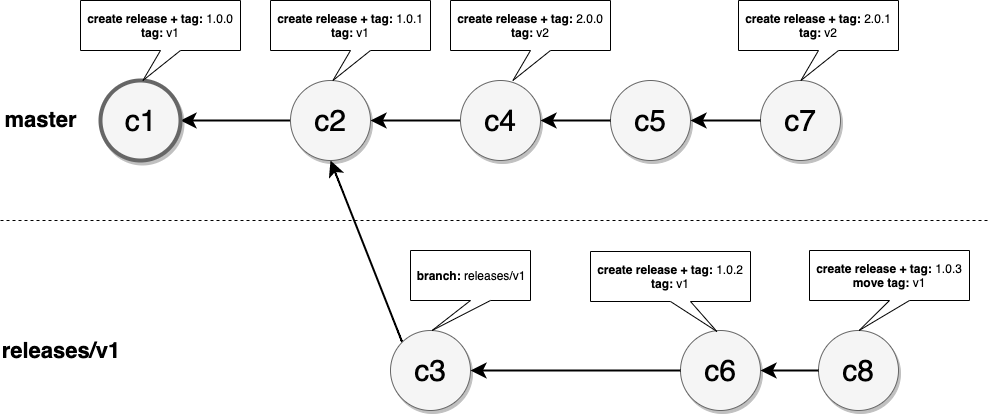 create release + tag: 1.0.0
tag: v1
create release + tag: 1.0.1
tag: v1
create release + tag: 2.0.0
tag: v2
create release + tag: 2.0.1
tag: v2
master
c1
c2
c4
c5
c7
branch: releases/v1
create release + tag: 1.0.2
tag: v1
create release + tag: 1.0.3
move tag: v1
releases/v1
c3
c6
c8